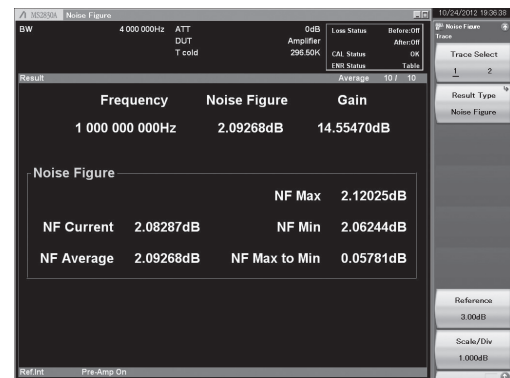 MS2830A Noise Figure
10/24/2012 19:36:38
BW 4 000 000Hz ATT 0dB
DUT Amplifier
T cold 296.50K
Loss Status Before:Off
After:Off
CAL Status OK
ENR Status Table
Result Average 10 / 10
Frequency Noise Figure Gain
1 000 000 000Hz 2.09268dB 14.55470dB
Noise Figure
NF Max 2.12025dB
NF Current 2.08287dB NF Min 2.06244dB
NF Average 2.09268dB NF Max to Min 0.05781dB
Ref.Int Pre-Amp On
Noise Figure
Trace
Trace Select
1 2
Result Type
Noise Figure
Reference
3.00dB
Scale/Div
1.000dB